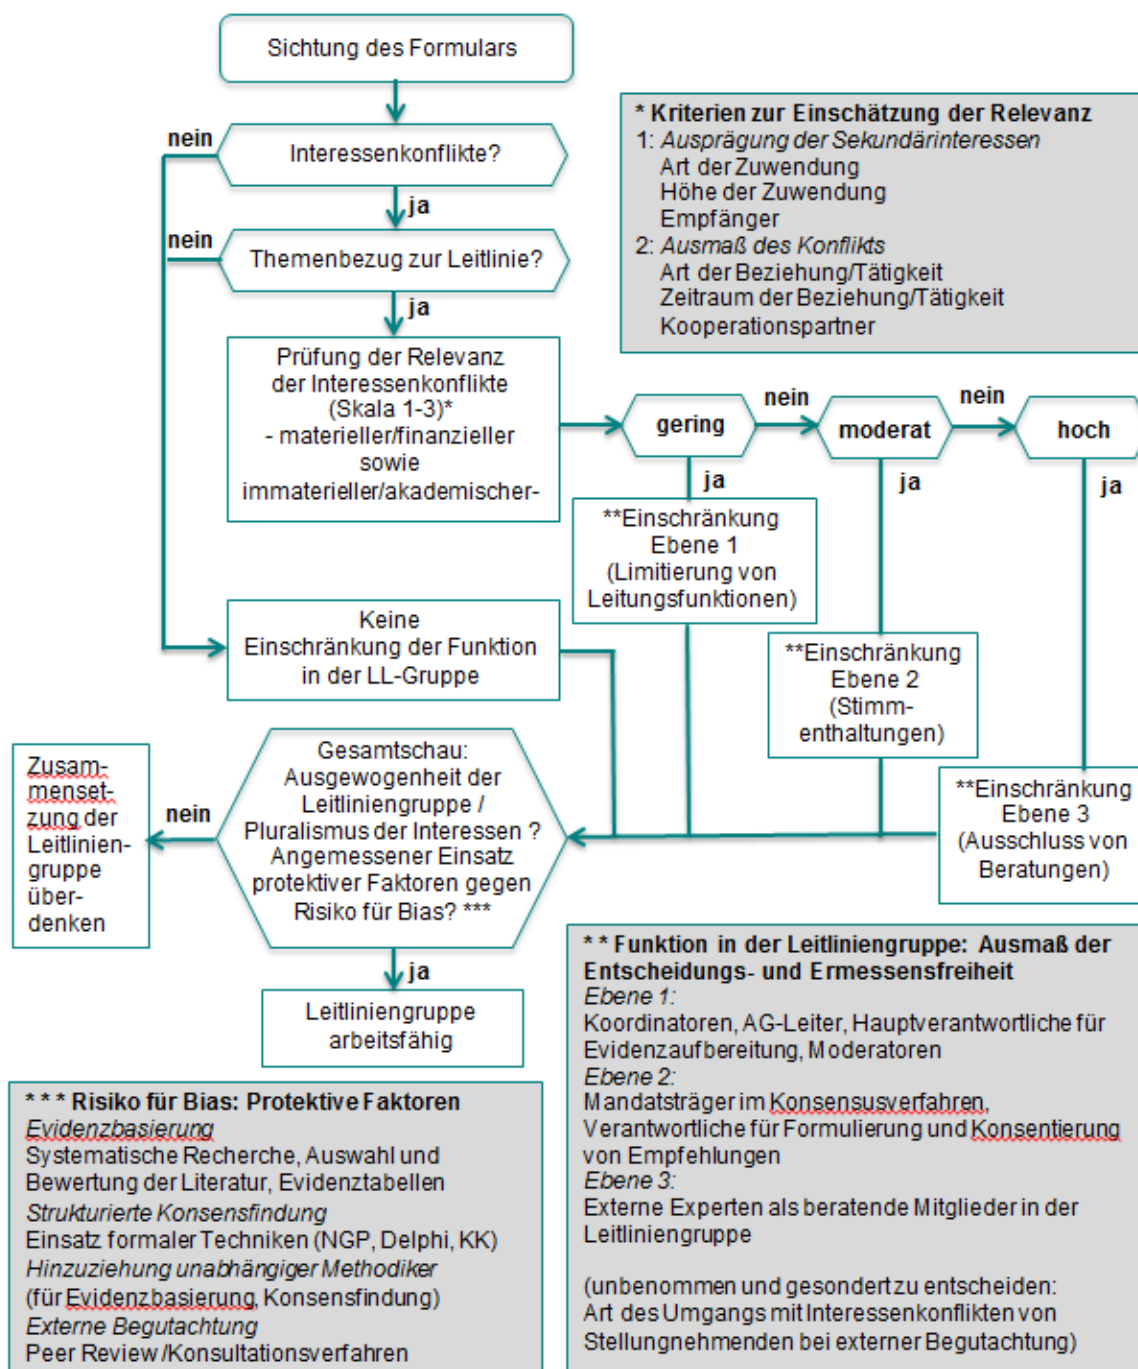 Sichtung des Formulars
nein
Interessenkonflikte?
ja
nein
Themenbezug zur Leitlinie?
ja
* Kriterien zur Einschätzung der Relevanz
1: Ausprägung der Sekundärinteressen
Art der Zuwendung
Höhe der Zuwendung
Empfänger
2: Ausmaß des Konflikts
Art der Beziehung/Tätigkeit
Zeitraum der Beziehung/Tätigkeit
Kooperationspartner
Prüfung der Relevanz
der Interessenkonflikte
(Skala 1-3)*
- materieller/finanzieller
sowie
immaterieller/akademischer-
gering
nein
moderat
nein
hoch
ja
ja
ja
**Einschränkung
Ebene 1
(Limitierung von
Leitungsfunktionen)
Keine
Einschränkung der Funktion
in der LL-Gruppe
**Einschränkung
Ebene 2
(Stimm-
enthaltungen)
**Einschränkung
Ebene 3
(Ausschluss von
Beratungen)
Gesamtschau:
Ausgewogenheit der
Leitliniengruppe /
Pluralismus der Interessen ?
Angemessener Einsatz
protektiver Faktoren gegen
Risiko für Bias? ***
nein
Zusam-
menset-
zung der
Leitlinien-
gruppe
über-
denken
ja
Leitliniengruppe
arbeitsfähig
* * Funktion in der Leitliniengruppe: Ausmaß der
Entscheidungs- und Ermessensfreiheit
Ebene 1:
Koordinatoren, AG-Leiter, Hauptverantwortliche für
Evidenzaufbereitung, Moderatoren
Ebene 2:
Mandatsträger im Konsensusverfahren,
Verantwortliche für Formulierung und Konsentierung
von Empfehlungen
Ebene 3:
Externe Experten als beratende Mitglieder in der
Leitliniengruppe
(unbenommen und gesondert zu entscheiden:
Art des Umgangs mit Interessenkonflikten von
Stellungnehmenden bei externer Begutachtung)
* * * Risiko für Bias: Protektive Faktoren
Evidenzbasierung
Systematische Recherche, Auswahl und
Bewertung der Literatur, Evidenztabellen
Strukturierte Konsensfindung
Einsatz formaler Techniken (NGP, Delphi, KK)
Hinzuziehung unabhängiger Methodiker
(für Evidenzbasierung, Konsensfindung)
Externe Begutachtung
Peer Review /Konsultationsverfahren